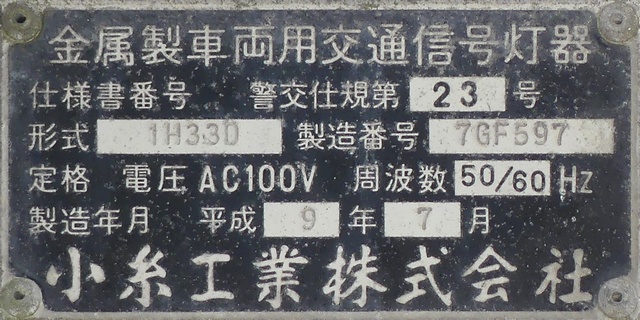 金属製車両用交通信号灯器
仕様書番号 警交仕規第 23 号
形式 1H33D 製造番号 7GF597
定格 電圧 AC100V 周波数 50/60 Hz
製造年月 平成 9 年 7 月
小糸工業株式会社